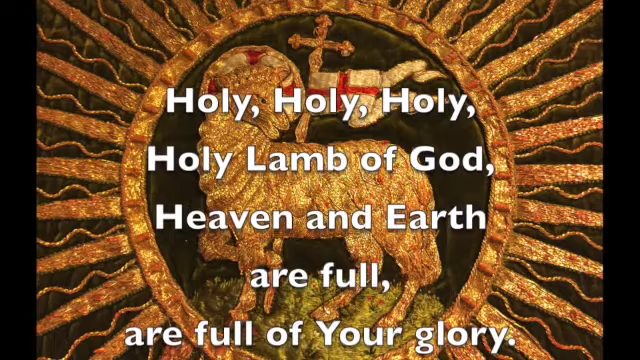 Holy, Holy, Holy,
Holy Lamb of God,
Heaven and Earth
are full,
are full of Your glory.